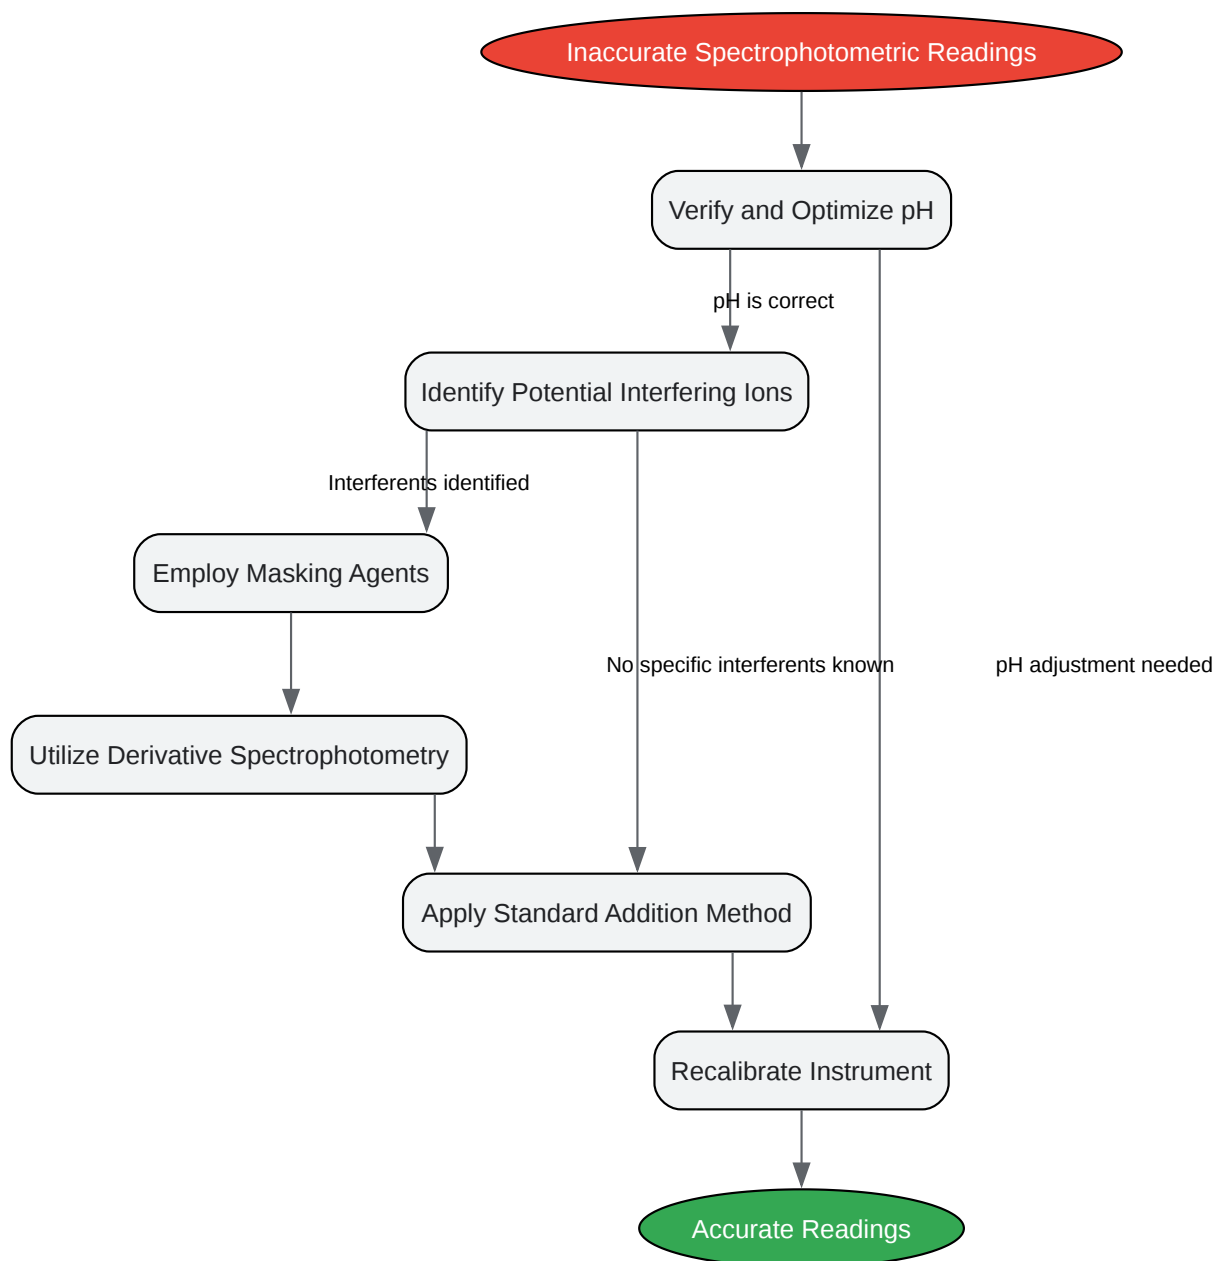 Inaccurate Spectrophotometric Readings
Verify and Optimize pH
pH is correct
Identify Potential Interfering Ions
Interferents identified
Employ Masking Agents
No specific interferents known
pH adjustment needed
Utilize Derivative Spectrophotometry
Apply Standard Addition Method
Recalibrate Instrument
Accurate Readings